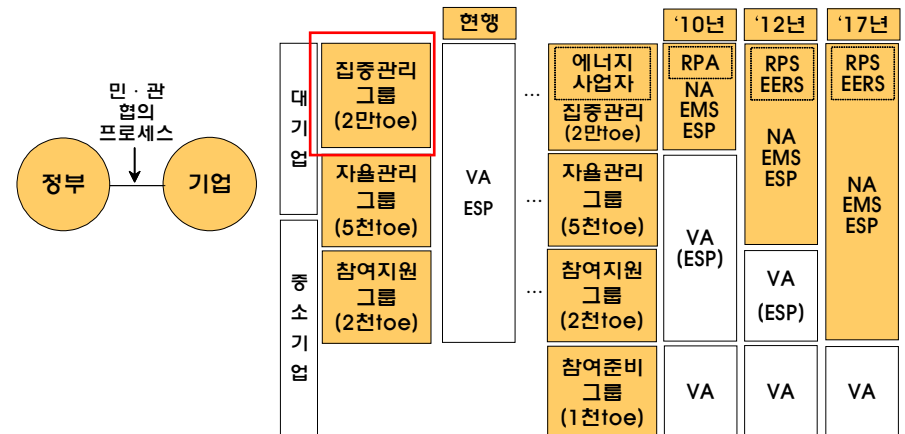 현행
‘10년
‘12년
‘17년
민 · 관
협의
프로세스
정부
기업
대
기
업
중
소
기
업
집중관리
그룹
(2만toe)
자율관리
그룹
(5천toe)
참여지원
그룹
(2천toe)
VA
ESP
...
...
...
에너지
사업자
집중관리
(2만toe)
자율관리
그룹
(5천toe)
참여지원
그룹
(2천toe)
참여준비
그룹
(1천toe)
RPA
NA
EMS
ESP
VA
(ESP)
VA
RPS
EERS
NA
EMS
ESP
VA
(ESP)
VA
RPS
EERS
NA
EMS
ESP
VA